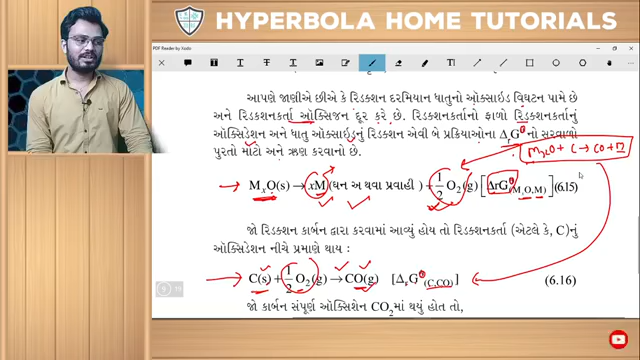 HYPERBOLA HOME TUTORIALS
PDF Reader by Xodo
આપણે જાણીએ છીએ કે રિડક્શન દરમિયાન ધાતુનો ઑક્સાઇડ વિઘટન પામે છે
અને રિડક્શનકર્તા ઑક્સિજન દૂર કરે છે. રિડક્શનકર્તાનો ફાળો રિડક્શનકર્તાનું
ઑક્સિડેશન અને ધાતુ ઑક્સાઇડનું રિડક્શન એવી બે પ્રક્રિયાઓના ΔrG⊖ નો સરવાળો
પૂરતો મોટો અને ઋણ કરવાનો છે.
MxO + C → CO + M
MxO(s) → xM (ઘન અથવા પ્રવાહી) + 1/2 O2(g) [ΔrG⊖(MxO, M)] (6.15)
જો રિડક્શન કાર્બન દ્વારા કરવામાં આવ્યું હોત તો રિડક્શનકર્તા (એટલે કે, C)નું
ઑક્સિડેશન નીચે પ્રમાણે થાય :
C(s) + 1/2 O2(g) → CO(g) [ΔrG⊖(C, CO)] (6.16)
જો કાર્બન સંપૂર્ણ ઑક્સિશેન CO2માં થયું હોત તો,